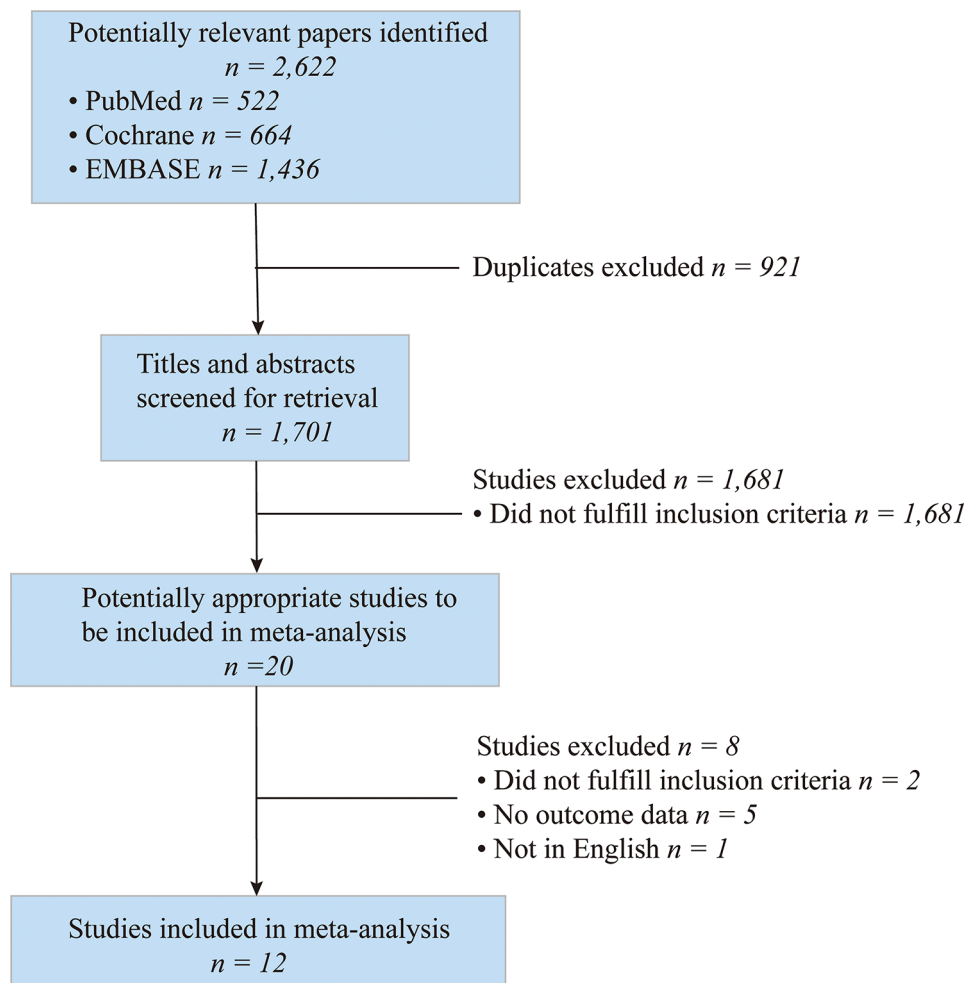 Potentially relevant papers identified
n = 2,622
• PubMed n = 522
• Cochrane n = 664
• EMBASE n = 1,436
Duplicates excluded n = 921
Titles and abstracts
screened for retrieval
n = 1,701
Studies excluded n = 1,681
• Did not fulfill inclusion criteria n = 1,681
Potentially appropriate studies to
be included in meta-analysis
n =20
Studies excluded n = 8
• Did not fulfill inclusion criteria n = 2
• No outcome data n = 5
• Not in English n = 1
Studies included in meta-analysis
n = 12